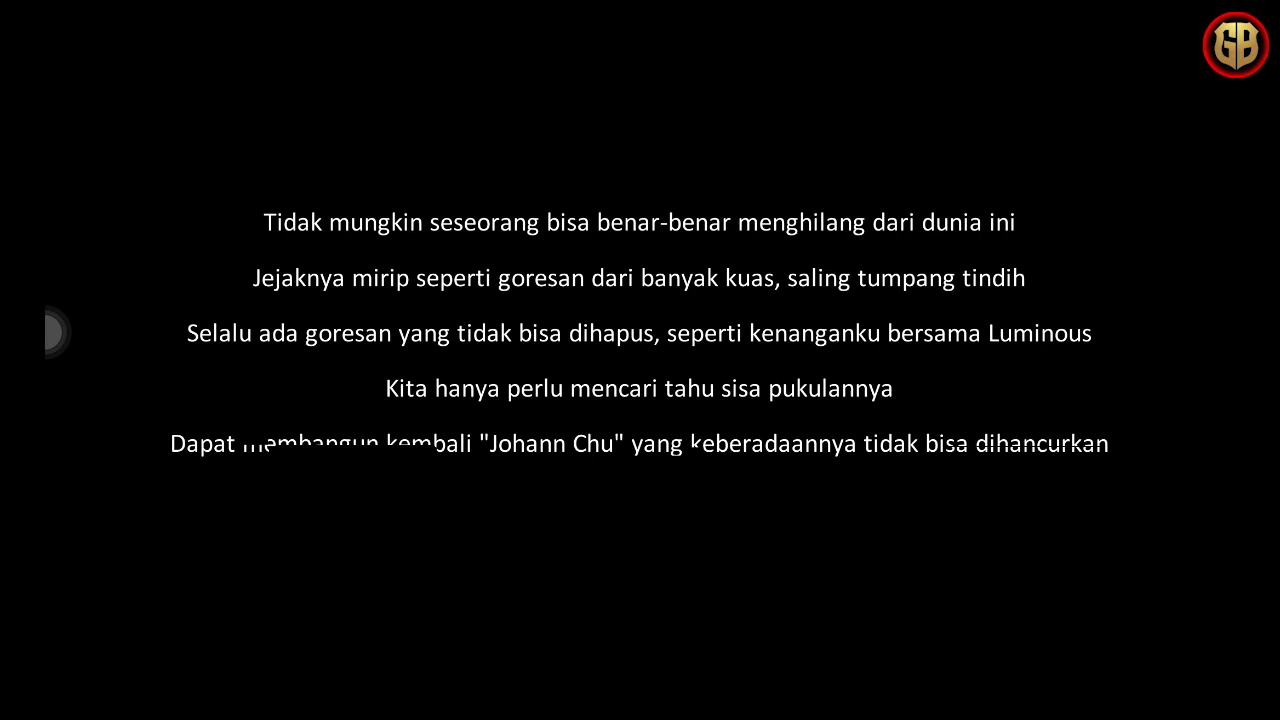 GB
Tidak mungkin seseorang bisa benar-benar menghilang dari dunia ini
Jejaknya mirip seperti goresan dari banyak kuas, saling tumpang tindih
Selalu ada goresan yang tidak bisa dihapus, seperti kenanganku bersama Luminous
Kita hanya perlu mencari tahu sisa pukulannya
Dapat membangun kembali "Johann Chu" yang keberadaannya tidak bisa dihancurkan